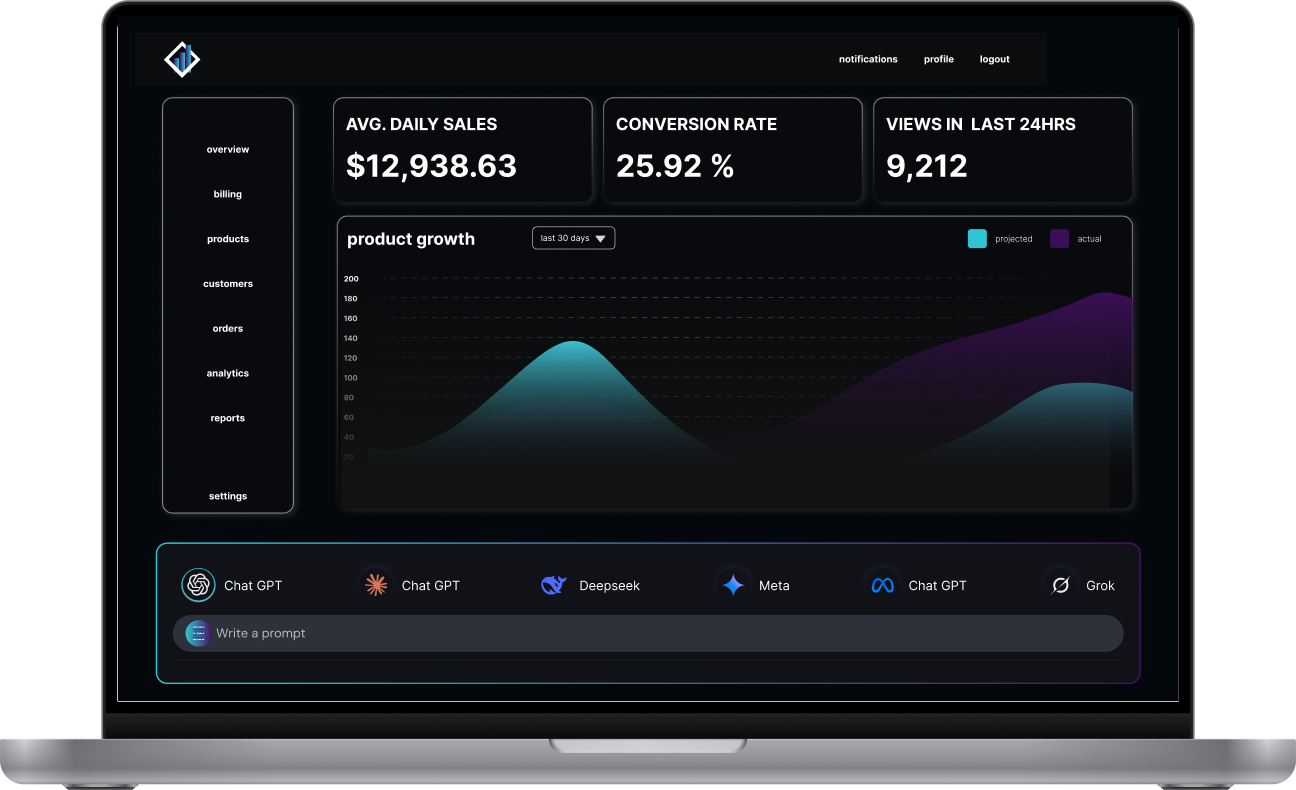 notifications profile logout
overview
billing
products
customers
orders
analytics
reports
settings
AVG. DAILY SALES
$12,938.63
CONVERSION RATE
25.92 %
VIEWS IN LAST 24HRS
9,212
product growth
last 30 days
projected
actual
200
180
160
140
120
100
80
60
40
20
Chat GPT
Chat GPT
Deepseek
Meta
Chat GPT
Grok
Write a prompt